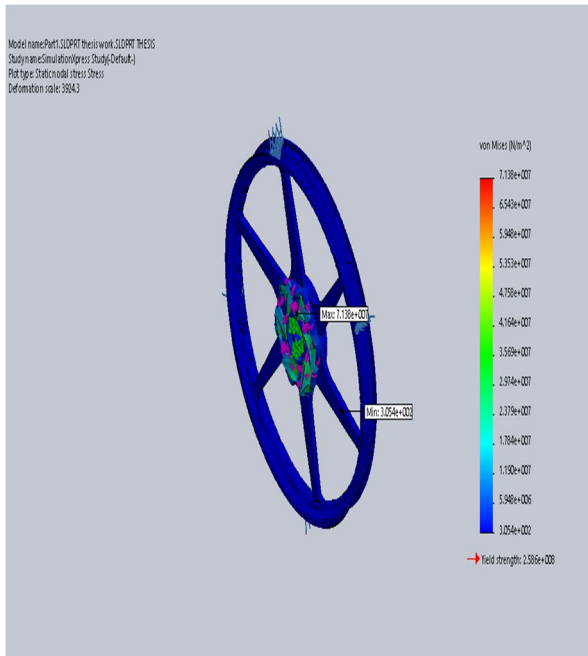 Model name:Part1.SLDPRT thesis work.SLDPRT THESIS
Study name:SimulationXpress Study(-Default-)
Plot type: Static nodal stress Stress
Deformation scale: 3924.3
von Mises (N/m^2)
7.138e+007
6.543e+007
5.948e+007
5.353e+007
4.758e+007
4.164e+007
3.569e+007
2.974e+007
2.379e+007
1.784e+007
1.190e+007
5.948e+006
3.054e+002
Yield strength: 2.586e+008
Max: 7.138e+007
Min: 3.054e+002